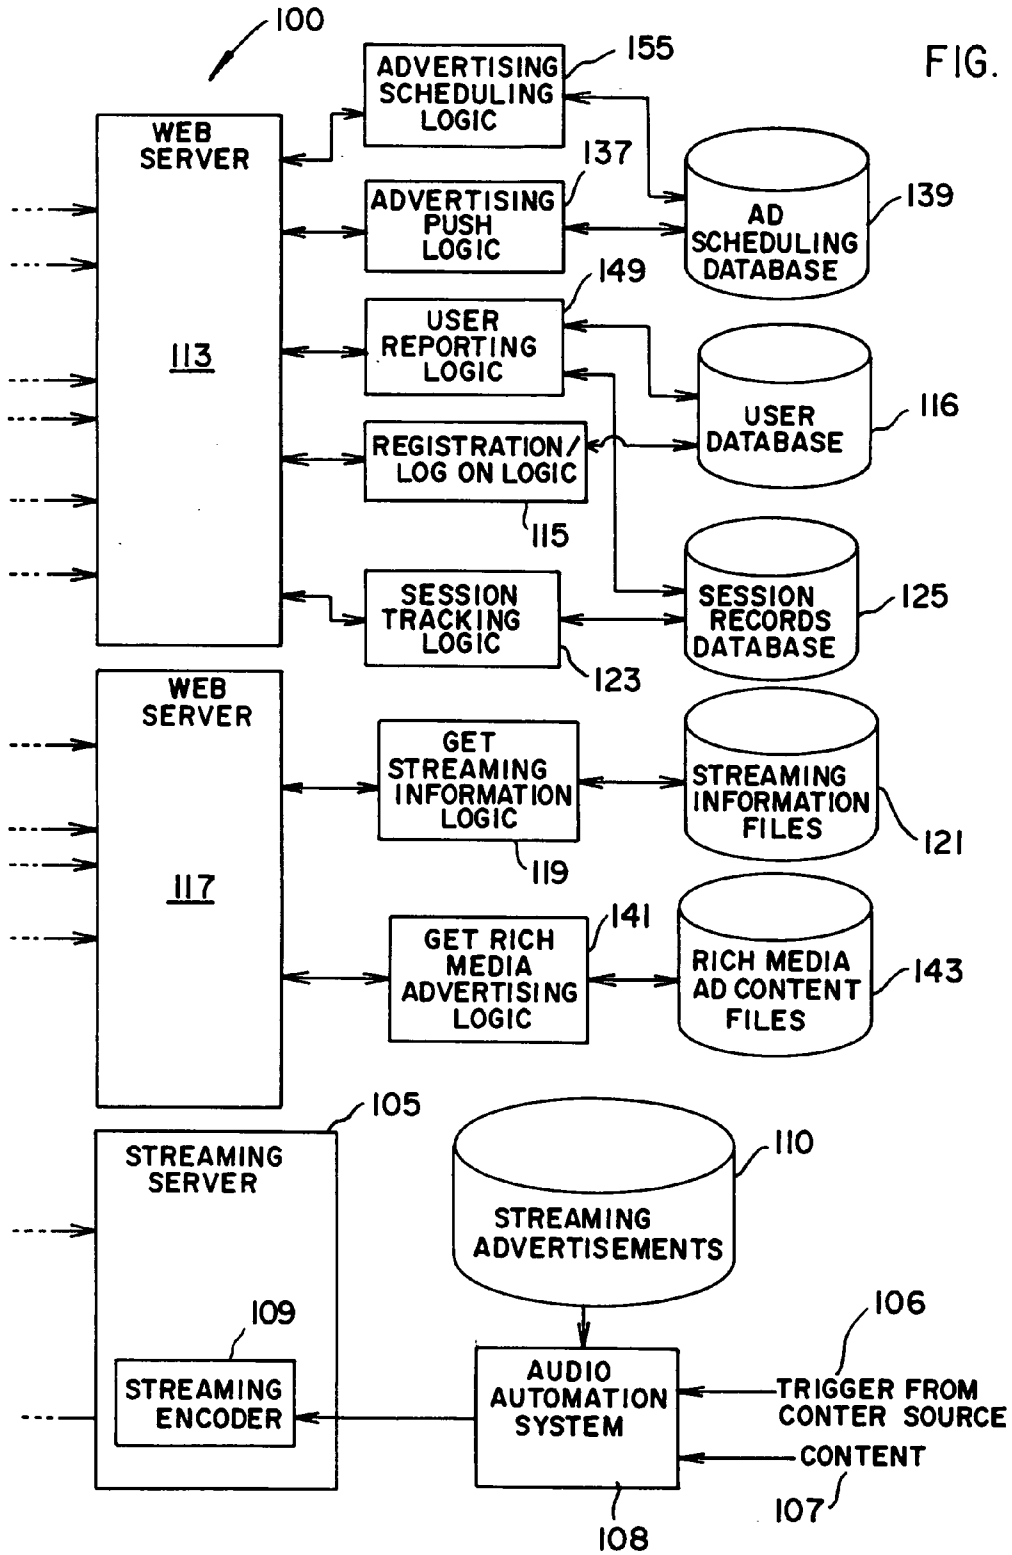 100
FIG.
155
ADVERTISING
SCHEDULING
LOGIC
WEB
SERVER
137
ADVERTISING
PUSH
LOGIC
139
AD
SCHEDULING
DATABASE
149
USER
REPORTING
LOGIC
113
116
USER
DATABASE
REGISTRATION/
LOG ON LOGIC
115
SESSION
TRACKING
LOGIC
123
125
SESSION
RECORDS
DATABASE
WEB
SERVER
GET
STREAMING
INFORMATION
LOGIC
119
STREAMING
INFORMATION
FILES
121
117
141
GET RICH
MEDIA
ADVERTISING
LOGIC
RICH MEDIA
AD CONTENT
FILES
143
105
STREAMING
SERVER
110
STREAMING
ADVERTISEMENTS
109
STREAMING
ENCODER
AUDIO
AUTOMATION
SYSTEM
106
TRIGGER FROM
CONTER SOURCE
CONTENT
107
108